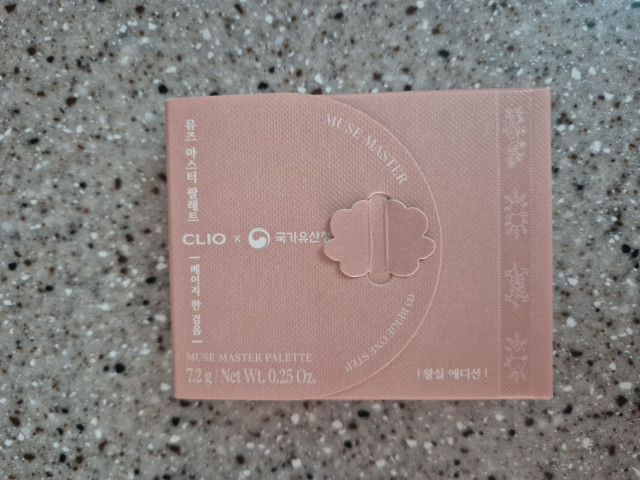 뮤즈 마스터 팔레트
MUSE MASTER
CLIO x 국가유산
베이지 한 걸음
03 BEIGE ONE STEP
MUSE MASTER PALETTE
7.2 g / Net Wt. 0.25 Oz.
| 왕실 에디션 |